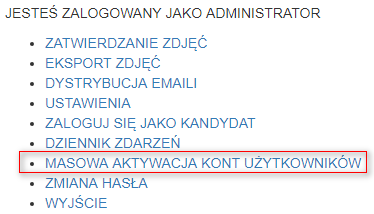 JESTEŚ ZALOGOWANY JAKO ADMINISTRATOR
ZATWIERDZANIE ZDJĘĆ
EKSPORT ZDJĘĆ
DYSTRYBUCJA EMAILI
USTAWIENIA
ZALOGUJ SIĘ JAKO KANDYDAT
DZIENNIK ZDARZEŃ
MASOWA AKTYWACJA KONT UŻYTKOWNIKÓW
ZMIANA HASŁA
WYJŚCIE